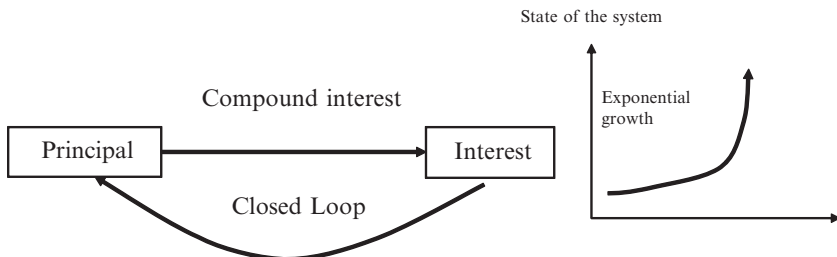 State of the system
Compound interest
Exponential
growth
Principal
Interest
Closed Loop